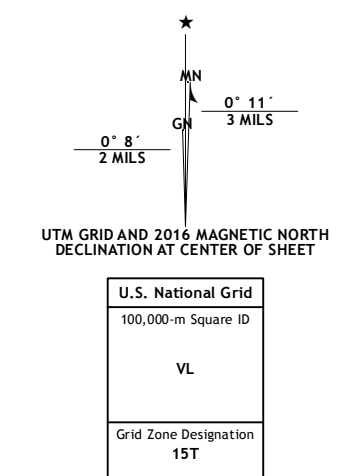 ★
MN
0° 11´
3 MILS
GN
0° 8´
2 MILS
UTM GRID AND 2016 MAGNETIC NORTH
DECLINATION AT CENTER OF SHEET
U.S. National Grid
100,000-m Square ID
VL
Grid Zone Designation
15T